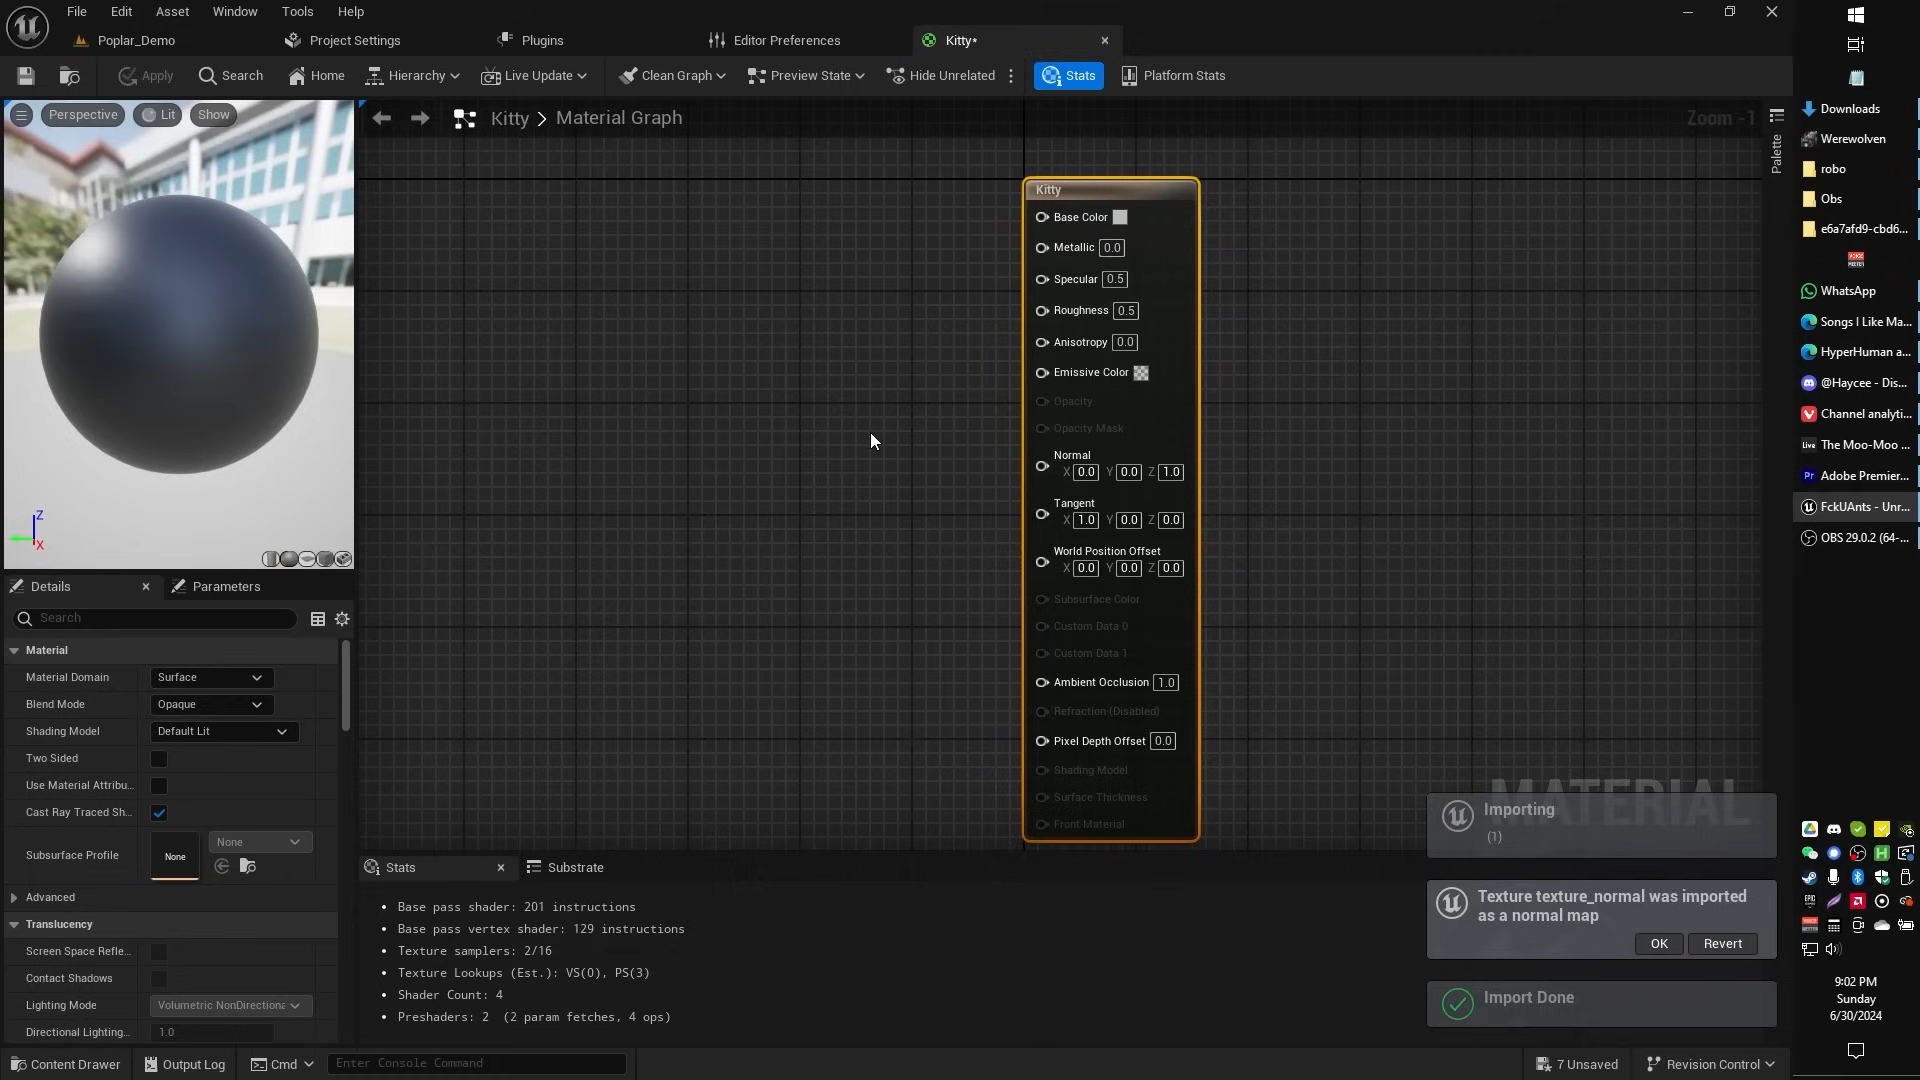 File Edit Asset Window Tools Help
Poplar_Demo Project Settings Plugins Editor Preferences Kitty*
Apply Search Home Hierarchy Live Update Clean Graph Preview State Hide Unrelated Stats Platform Stats
Perspective Lit Show
Kitty > Material Graph
Zoom -1
Palette
Kitty
Base Color
Metallic 0.0
Specular 0.5
Roughness 0.5
Anisotropy 0.0
Emissive Color
Opacity
Opacity Mask
Normal
X 0.0 Y 0.0 Z 1.0
Tangent
X 1.0 Y 0.0 Z 0.0
World Position Offset
X 0.0 Y 0.0 Z 0.0
Subsurface Color
Custom Data 0
Custom Data 1
Ambient Occlusion 1.0
Refraction (Disabled)
Pixel Depth Offset 0.0
Shading Model
Surface Thickness
Front Material
MATERIAL
Z
X
Details Parameters
Search
Material
Material Domain Surface
Blend Mode Opaque
Shading Model Default Lit
Two Sided
Use Material Attribu...
Cast Ray Traced Sh...
Subsurface Profile None None
Advanced
Translucency
Screen Space Refle...
Contact Shadows
Lighting Mode Volumetric NonDirectiona
Directional Lighting... 1.0
Stats Substrate
Base pass shader: 201 instructions
Base pass vertex shader: 129 instructions
Texture samplers: 2/16
Texture Lookups (Est.): VS(0), PS(3)
Shader Count: 4
Preshaders: 2 (2 param fetches, 4 ops)
Importing
(1)
Texture texture_normal was imported
as a normal map
OK Revert
Import Done
Content Drawer Output Log Cmd Enter Console Command 7 Unsaved Revision Control
Downloads
Werewolven
robo
Obs
e6a7afd9-cbd6...
WhatsApp
Songs I Like Ma...
HyperHuman a...
@Haycee - Dis...
Channel analyti...
Live The Moo-Moo ...
Pr Adobe Premier...
FckUAnts - Unr...
OBS 29.0.2 (64-...
9:02 PM
Sunday
6/30/2024